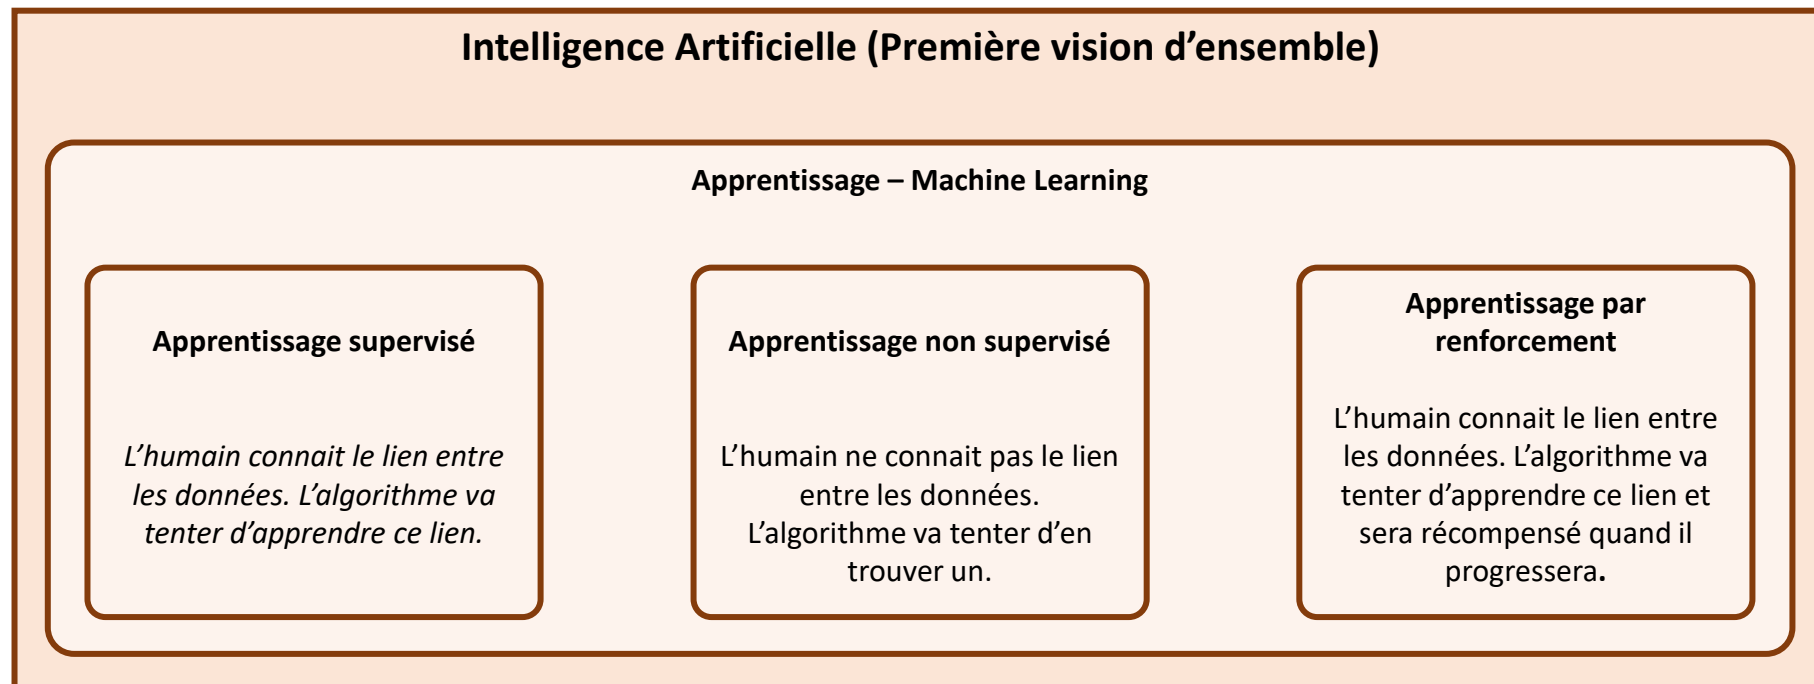 Intelligence Artificielle (Première vision d’ensemble)
Apprentissage – Machine Learning
Apprentissage supervisé
L’humain connait le lien entre
les données. L’algorithme va
tenter d’apprendre ce lien.
Apprentissage non supervisé
L’humain ne connait pas le lien
entre les données.
L’algorithme va tenter d’en
trouver un.
Apprentissage par
renforcement
L’humain connait le lien entre
les données. L’algorithme va
tenter d’apprendre ce lien et
sera récompensé quand il
progressera.